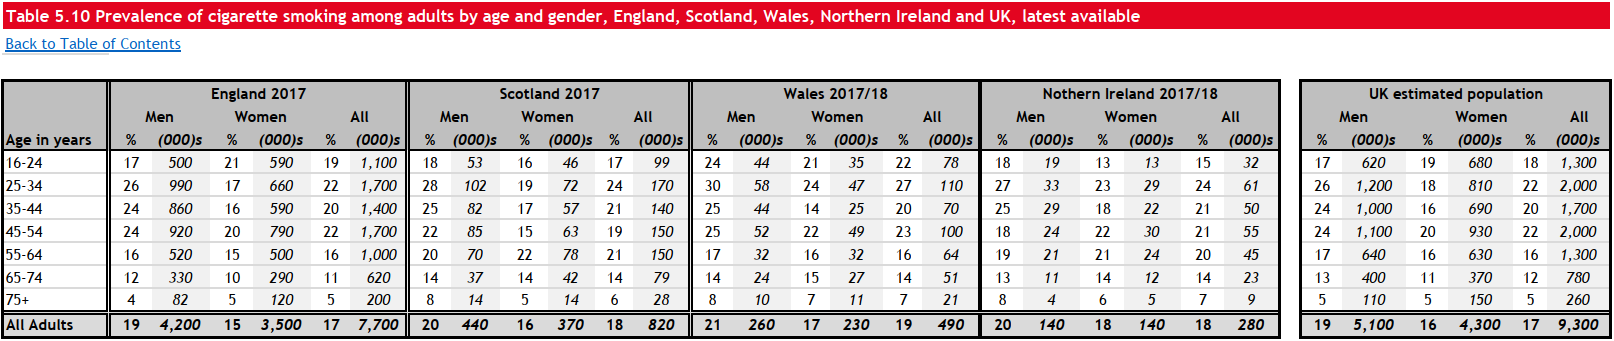 Table 5.10 Prevalence of cigarette smoking among adults by age and gender, England, Scotland, Wales, Northern Ireland and UK, latest available
Back to Table of Contents
England 2017 Scotland 2017 Wales 2017/18 Nothern Ireland 2017/18 UK estimated population
Men Women All Men Women All Men Women All Men Women All Men Women All
Age in years % (000)s % (000)s % (000)s % (000)s % (000)s % (000)s % (000)s % (000)s % (000)s % (000)s % (000)s % (000)s % (000)s % (000)s % (000)s
16-24 17 500 21 590 19 1,100 18 53 16 46 17 99 24 44 21 35 22 78 18 19 13 13 15 32 17 620 19 680 18 1,300
25-34 26 990 17 660 22 1,700 28 102 19 72 24 170 30 58 24 47 27 110 27 33 23 29 24 61 26 1,200 18 810 22 2,000
35-44 24 860 16 590 20 1,400 25 82 17 57 21 140 25 44 14 25 20 70 25 29 18 22 21 50 24 1,000 16 690 20 1,700
45-54 24 920 20 790 22 1,700 22 85 15 63 19 150 25 52 22 49 23 100 18 24 22 30 21 55 24 1,100 20 930 22 2,000
55-64 16 520 15 500 16 1,000 20 70 22 78 21 150 17 32 16 32 16 64 19 21 21 24 20 45 17 640 16 630 16 1,300
65-74 12 330 10 290 11 620 14 37 14 42 14 79 14 24 15 27 14 51 13 11 14 12 14 23 13 400 11 370 12 780
75+ 4 82 5 120 5 200 8 14 5 14 6 28 8 10 7 11 7 21 8 4 6 5 7 9 5 110 5 150 5 260
All Adults 19 4,200 15 3,500 17 7,700 20 440 16 370 18 820 21 260 17 230 19 490 20 140 18 140 18 280 19 5,100 16 4,300 17 9,300